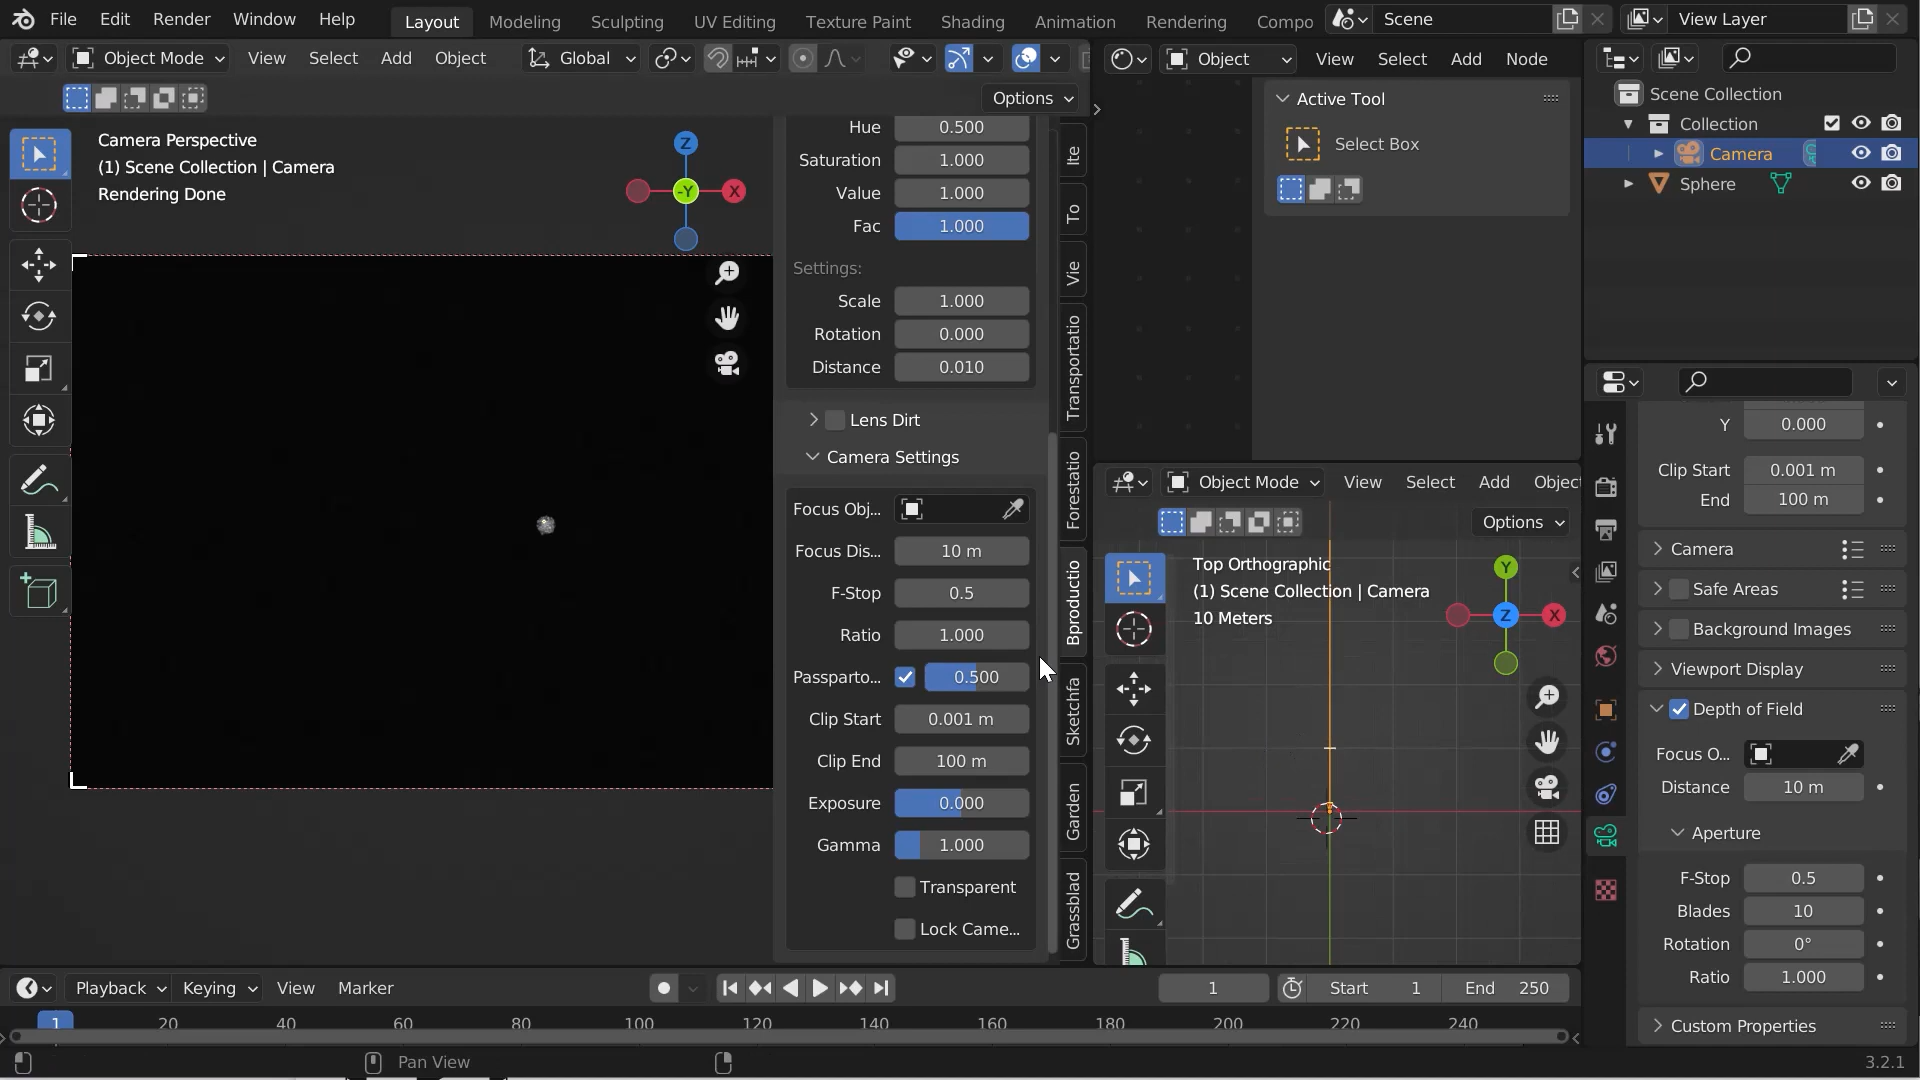 File Edit Render Window Help Layout Modeling Sculpting UV Editing Texture Paint Shading Animation Rendering Compo Scene View Layer
Object Mode View Select Add Object Global
Options
Camera Perspective
(1) Scene Collection | Camera
Rendering Done
Z
-Y
X
Hue 0.500
Saturation 1.000
Value 1.000
Fac 1.000
Settings:
Scale 1.000
Rotation 0.000
Distance 0.010
Lens Dirt
Camera Settings
Focus Obj...
Focus Dis... 10 m
F-Stop 0.5
Ratio 1.000
Passparto... 0.500
Clip Start 0.001 m
Clip End 100 m
Exposure 0.000
Gamma 1.000
Transparent
Lock Came...
Ite
To
Vie
Transportatio
Forestatio
Bproductio
Sketchfa
Garden
Grassblad
Object View Select Add Node
Active Tool
Select Box
Object Mode View Select Add Object
Options
Top Orthographic
(1) Scene Collection | Camera
10 Meters
Y
Z
X
Scene Collection
Collection
Camera
Sphere
Y 0.000
Clip Start 0.001 m
End 100 m
Camera
Safe Areas
Background Images
Viewport Display
Depth of Field
Focus O...
Distance 10 m
Aperture
F-Stop 0.5
Blades 10
Rotation 0°
Ratio 1.000
Custom Properties
Playback Keying View Marker 1 Start 1 End 250
1 20 40 60 80 100 120 140 160 180 200 220 240
Pan View 3.2.1